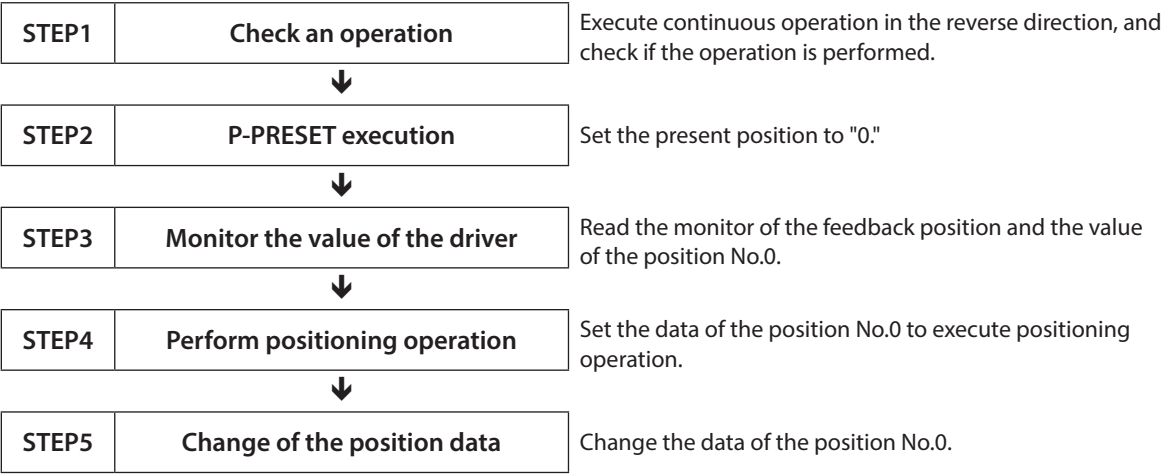 STEP1 Check an operation Execute continuous operation in the reverse direction, and
check if the operation is performed.
STEP2 P-PRESET execution Set the present position to "0."
STEP3 Monitor the value of the driver Read the monitor of the feedback position and the value
of the position No.0.
STEP4 Perform positioning operation Set the data of the position No.0 to execute positioning
operation.
STEP5 Change of the position data Change the data of the position No.0.